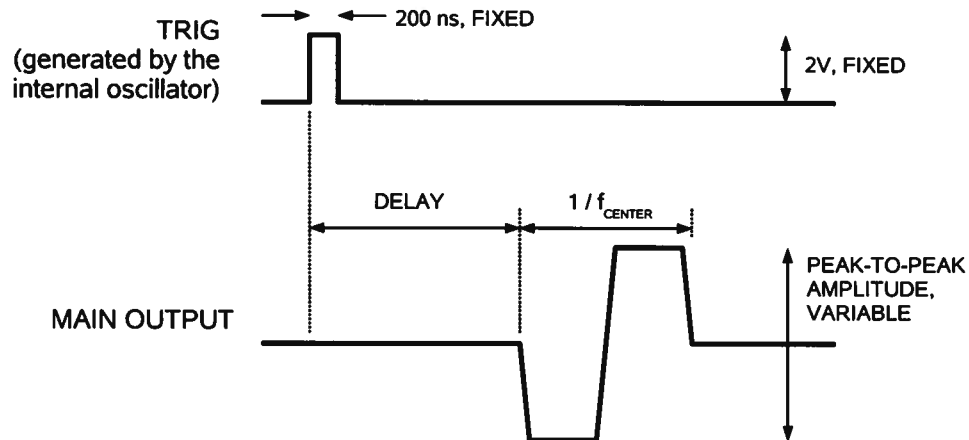 TRIG
(generated by the
internal oscillator)
200 ns, FIXED
2V, FIXED
DELAY
1 / f CENTER
MAIN OUTPUT
PEAK-TO-PEAK
AMPLITUDE,
VARIABLE